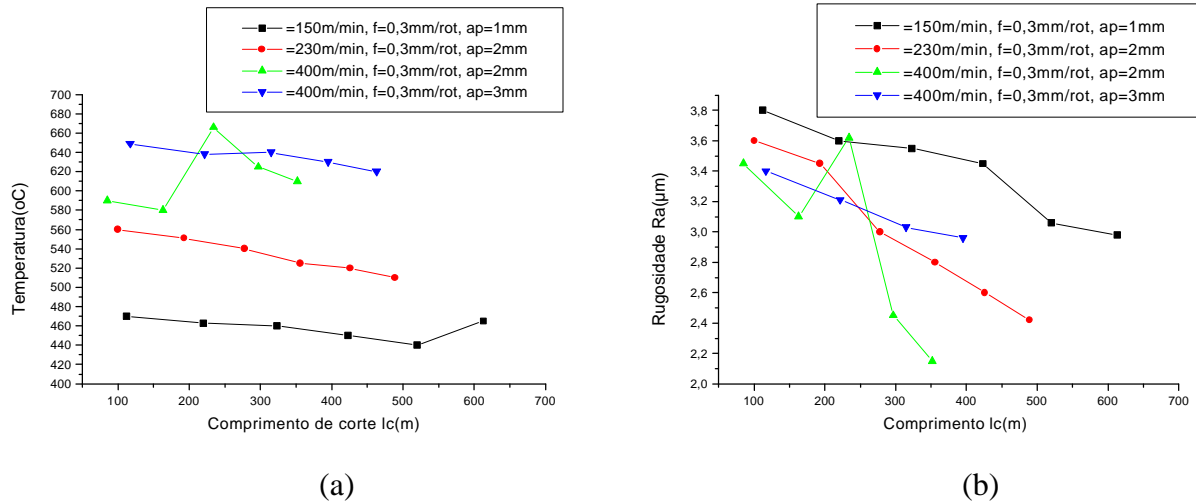 =150m/min, f=0,3mm/rot, ap=1mm
=230m/min, f=0,3mm/rot, ap=2mm
=400m/min, f=0,3mm/rot, ap=2mm
=400m/min, f=0,3mm/rot, ap=3mm
680
660
640
620
600
580
560
540
520
500
480
460
440
420
400
Temperatura(oC)
100 200 300 400 500 600 700
Comprimento de corte lc(m)
(a)
=150m/min, f=0,3mm/rot, ap=1mm
=230m/min, f=0,3mm/rot, ap=2mm
=400m/min, f=0,3mm/rot, ap=2mm
=400m/min, f=0,3mm/rot, ap=3mm
3,8
3,6
3,4
3,2
3,0
2,8
2,6
2,4
2,2
2,0
Rugosidade Ra(μm)
100 200 300 400 500 600 700
Comprimento lc(m)
(b)